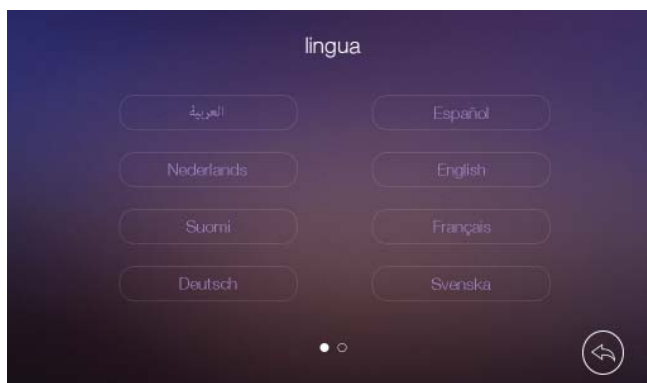 lingua
العربية
Español
Nederlands
English
Suomi
Français
Deutsch
Svenska